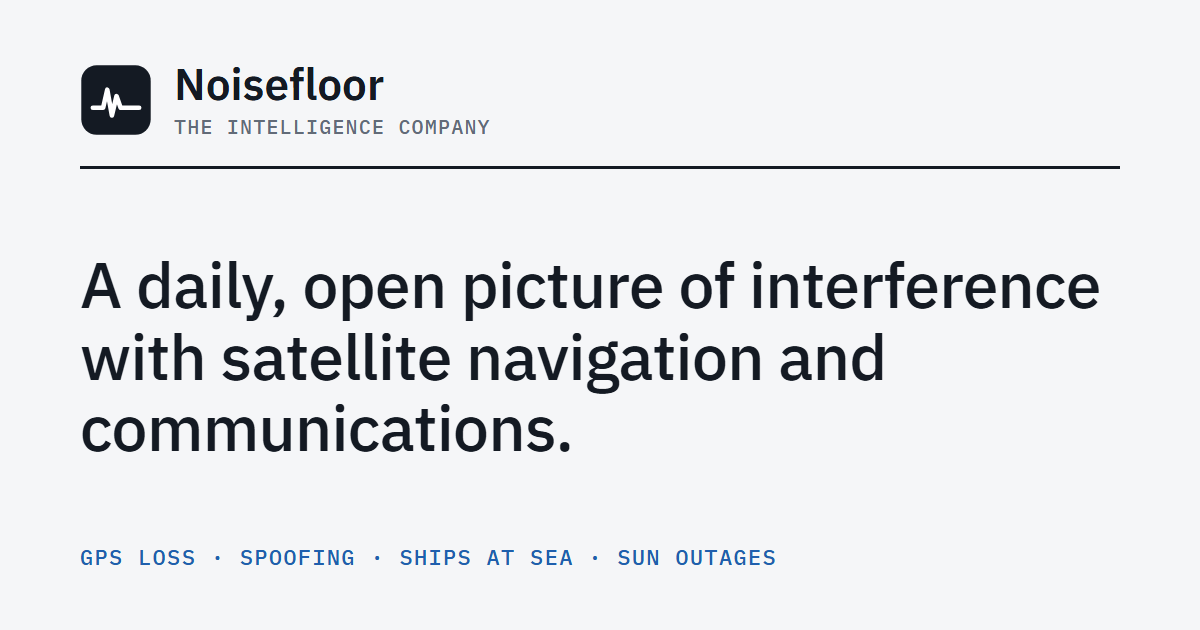 Noisefloor
THE INTELLIGENCE COMPANY
A daily, open picture of interference
with satellite navigation and
communications.
GPS LOSS · SPOOFING · SHIPS AT SEA · SUN OUTAGES